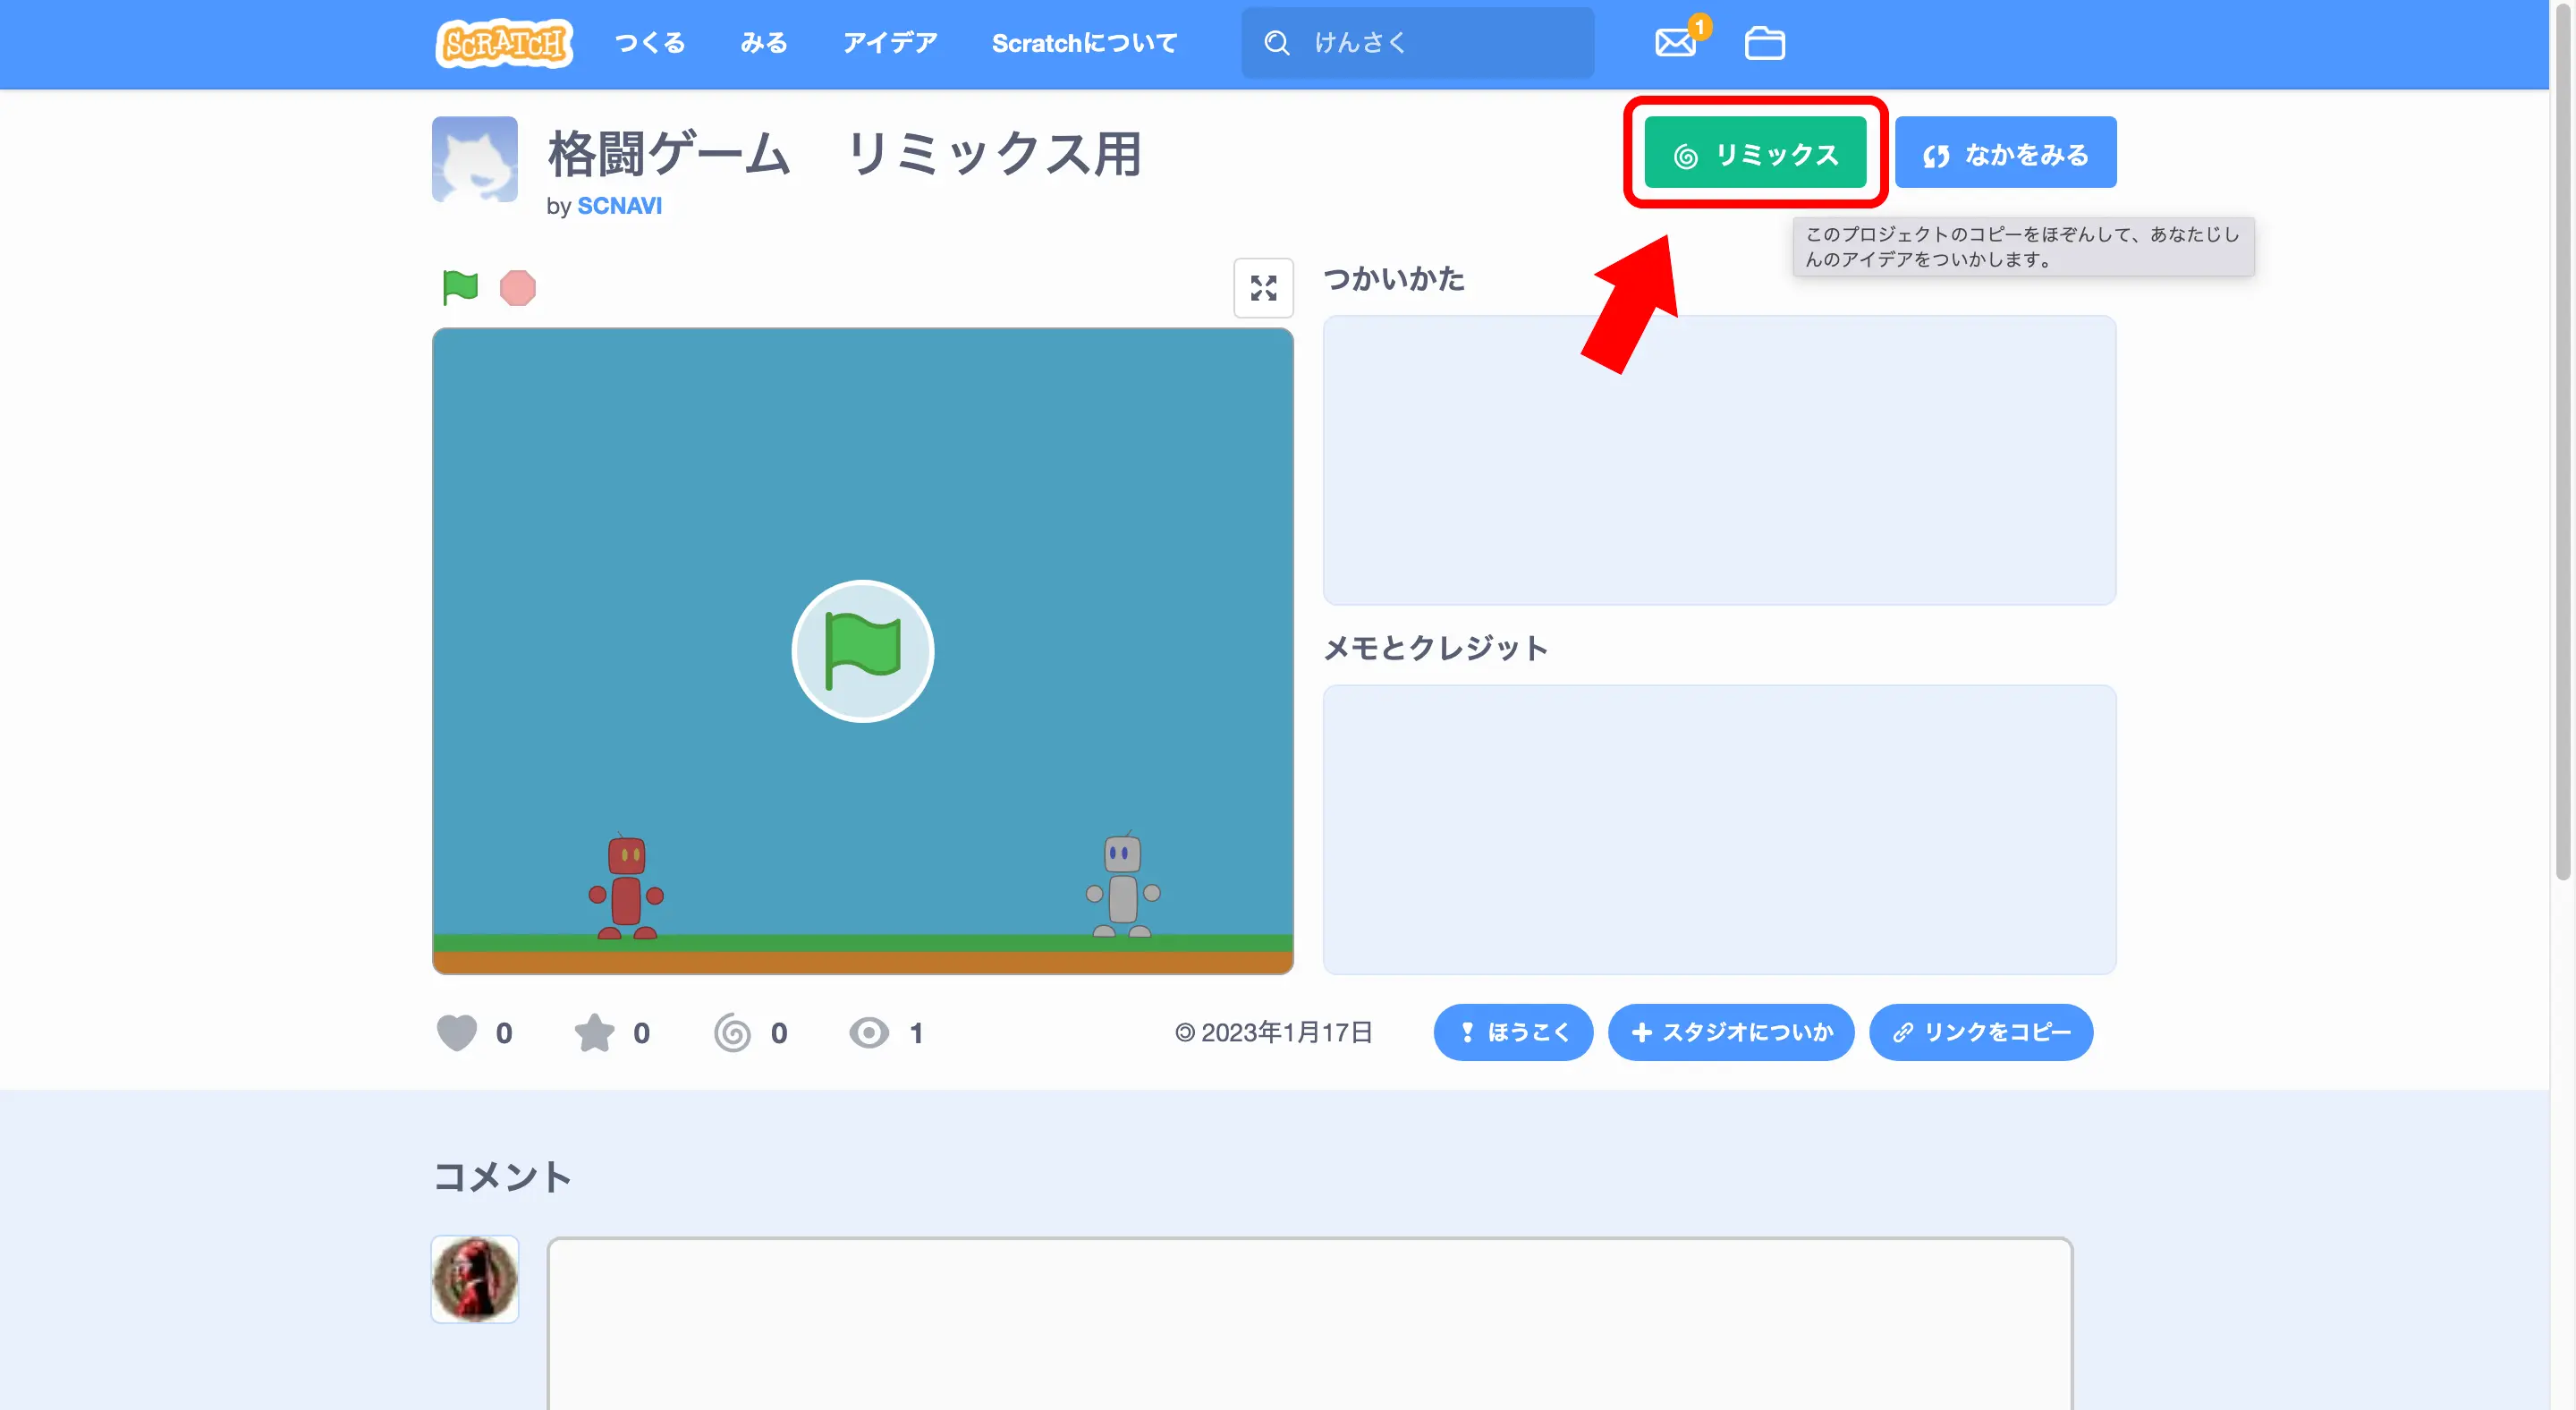 SCRATCH つくる みる アイデア Scratchについて けんさく 1
格闘ゲーム　リミックス用
by SCNAVI
リミックス なかをみる
このプロジェクトのコピーをほぞんして、あなたじし
んのアイデアをついかします。
つかいかた
メモとクレジット
0 0 0 1 © 2023年1月17日 ほうこく スタジオについか リンクをコピー
コメント